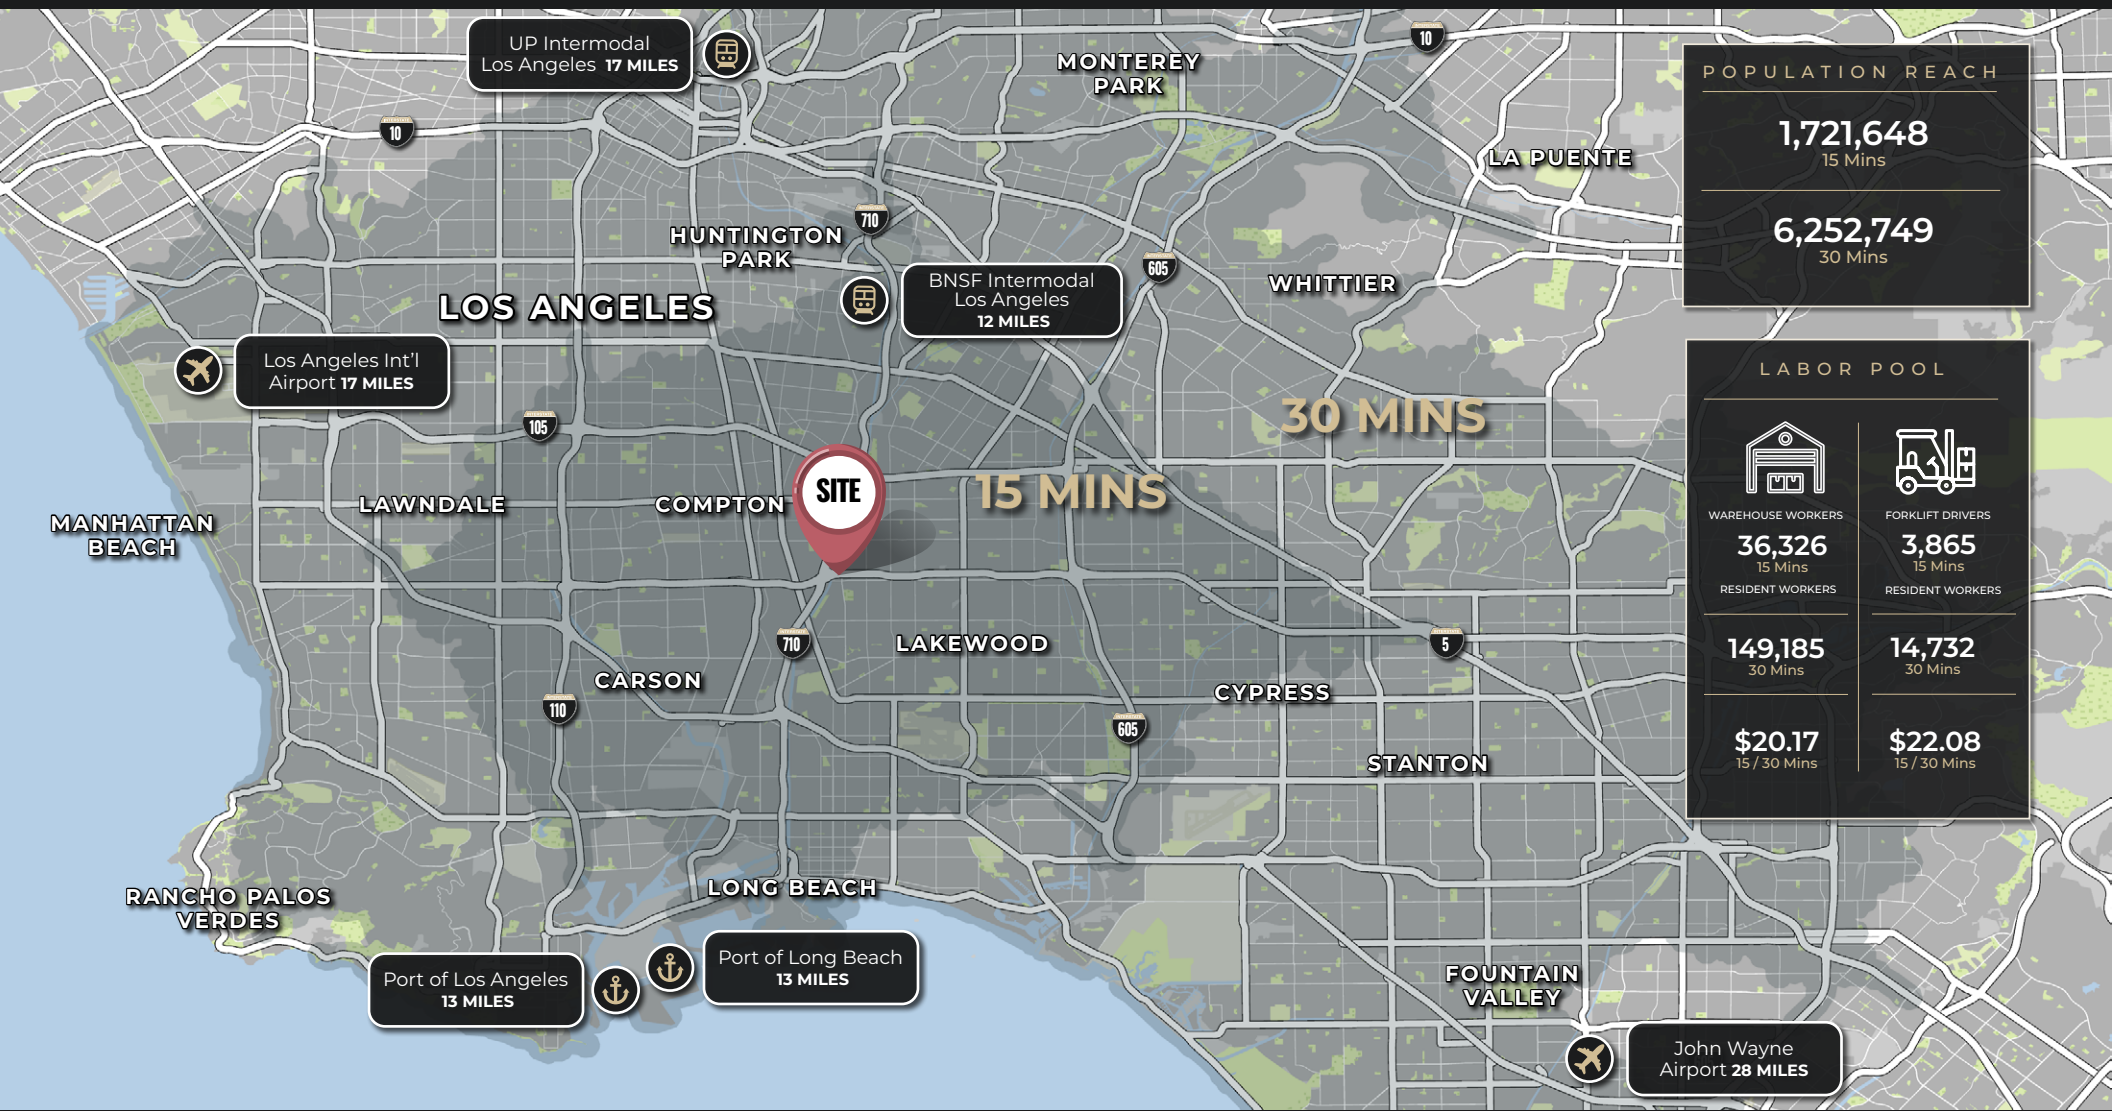 UP Intermodal
Los Angeles 17 MILES
10
MONTEREY
PARK
10
LA PUENTE
710
HUNTINGTON
PARK
605
BNSF Intermodal
Los Angeles
12 MILES
WHITTIER
LOS ANGELES
Los Angeles Int'l
Airport 17 MILES
105
30 MINS
15 MINS
SITE
LAWNDALE
COMPTON
MANHATTAN
BEACH
710
LAKEWOOD
5
CARSON
110
CYPRESS
605
STANTON
LONG BEACH
RANCHO PALOS
VERDES
Port of Long Beach
13 MILES
Port of Los Angeles
13 MILES
FOUNTAIN
VALLEY
John Wayne
Airport 28 MILES
POPULATION REACH
1,721,648
15 Mins
6,252,749
30 Mins
LABOR POOL
WAREHOUSE WORKERS
36,326
15 Mins
RESIDENT WORKERS
149,185
30 Mins
$20.17
15 / 30 Mins
FORKLIFT DRIVERS
3,865
15 Mins
RESIDENT WORKERS
14,732
30 Mins
$22.08
15 / 30 Mins